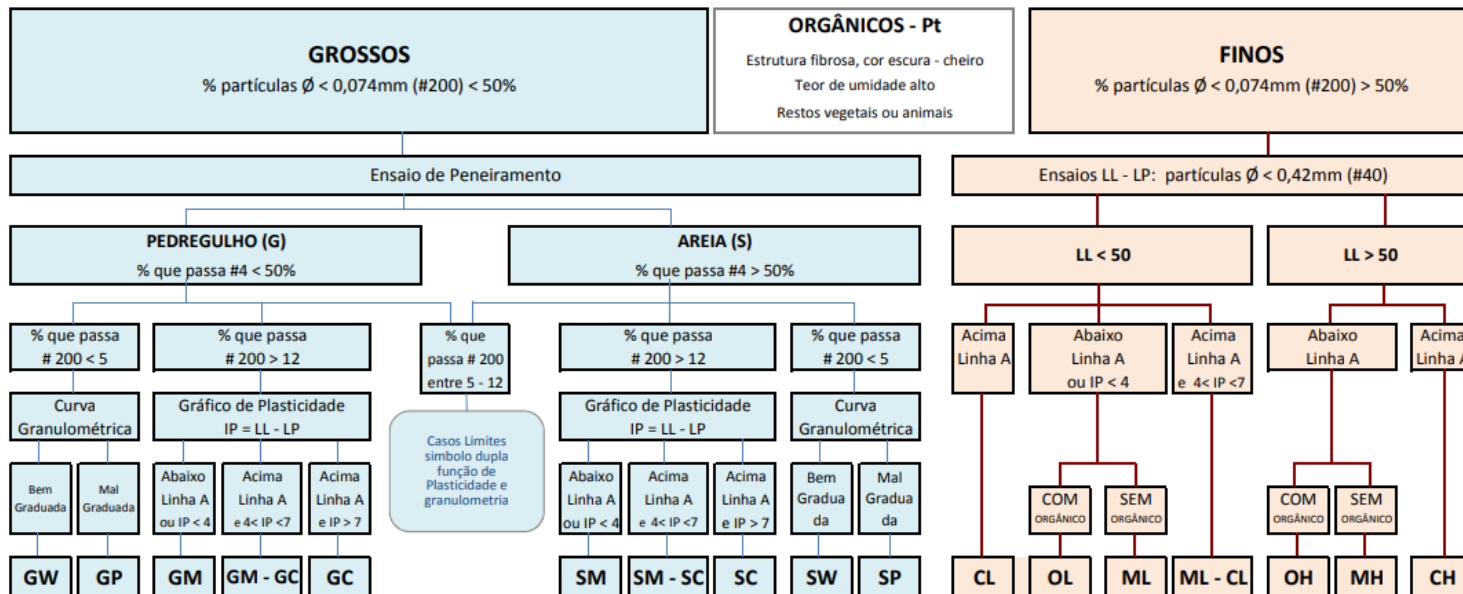 GROSSOS
% partículas Ø < 0,074mm (#200) < 50%
ORGÂNICOS - Pt
Estrutura fibrosa, cor escura - cheiro
Teor de umidade alto
Restos vegetais ou animais
FINOS
% partículas Ø < 0,074mm (#200) > 50%
Ensaio de Peneiramento
Ensaios LL - LP: partículas Ø < 0,42mm (#40)
PEDREGULHO (G)
% que passa #4 < 50%
AREIA (S)
% que passa #4 > 50%
LL < 50
LL > 50
% que passa
# 200 < 5
% que passa
# 200 > 12
% que
passa # 200
entre 5 - 12
% que passa
# 200 > 12
% que passa
# 200 < 5
Acima
Linha A
Abaixo
Linha A
ou IP < 4
Acima
Linha A
e 4< IP <7
Abaixo
Linha A
Acima
Linha A
Curva
Granulométrica
Gráfico de Plasticidade
IP = LL - LP
Casos Limites
simbolo dupla
função de
Plasticidade e
granulometria
Gráfico de Plasticidade
IP = LL - LP
Curva
Granulométrica
Bem
Graduada
Mal
Graduada
Abaixo
Linha A
ou IP < 4
Acima
Linha A
e 4< IP <7
Acima
Linha A
e IP > 7
Abaixo
Linha A
ou IP < 4
Acima
Linha A
e 4< IP <7
Acima
Linha A
e IP > 7
Bem
Gradua
da
Mal
Gradua
da
COM
ORGÂNICO
SEM
ORGÂNICO
COM
ORGÂNICO
SEM
ORGÂNICO
GW
GP
GM
GM - GC
GC
SM
SM - SC
SC
SW
SP
CL
OL
ML
ML - CL
OH
MH
CH